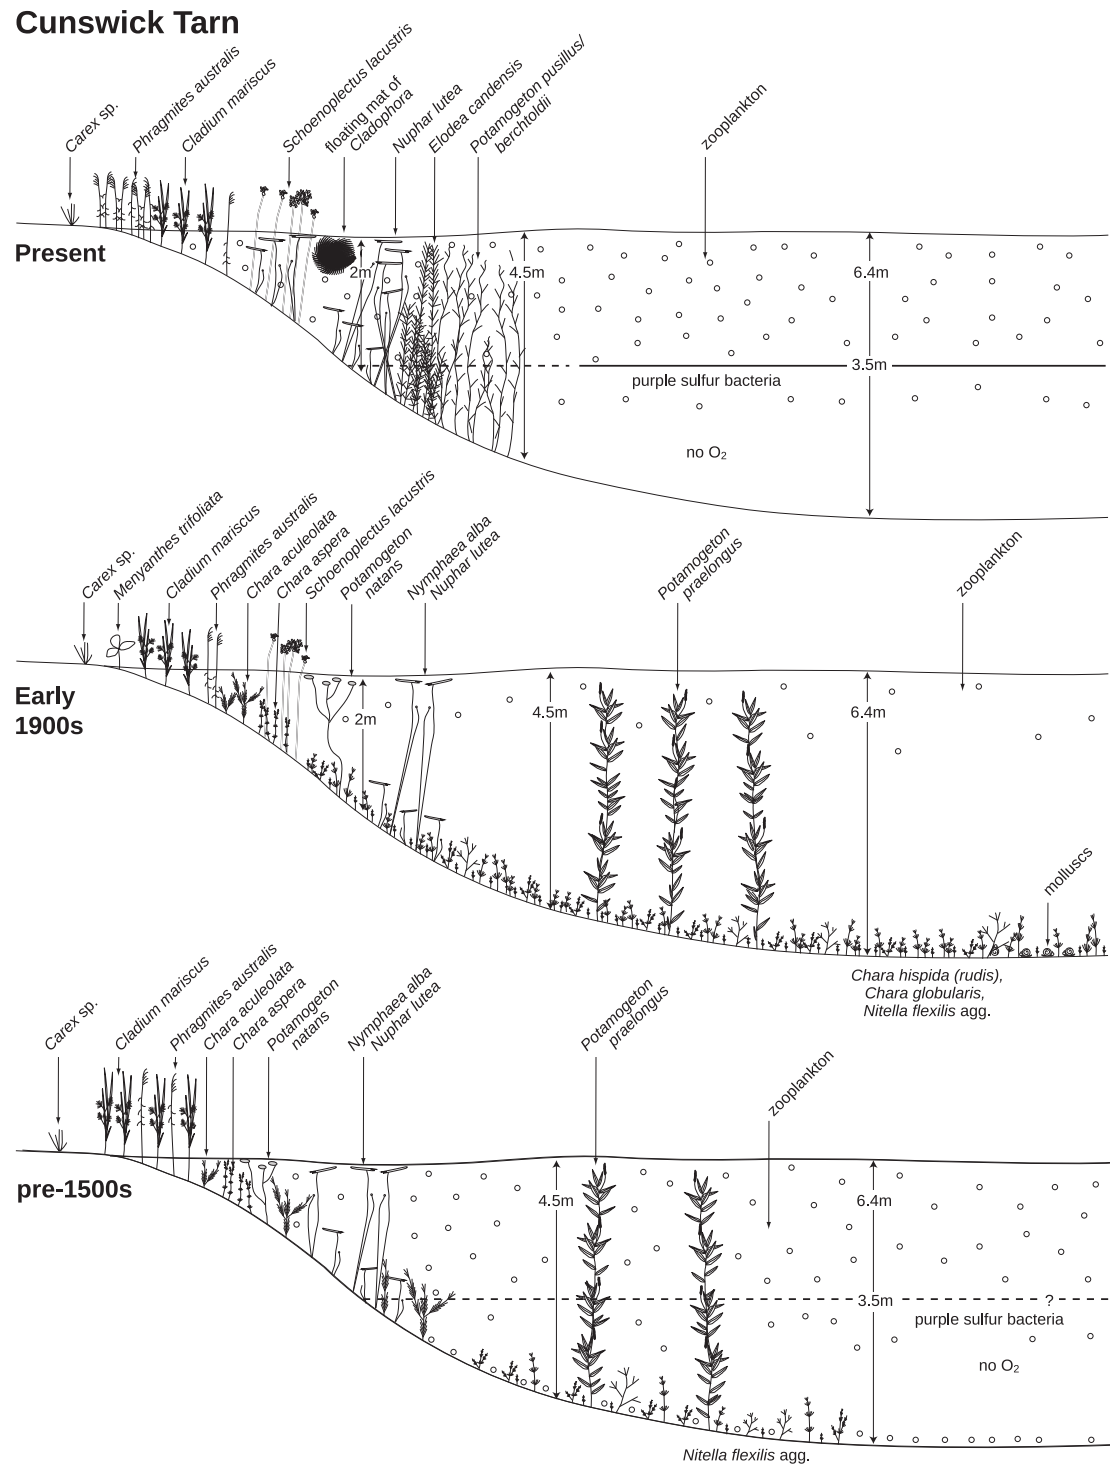 Cunswick Tarn
Carex sp.
Phragmites australis
Cladium mariscus
Schoenoplectus lacustris
floating mat of
Cladophora
Nuphar lutea
Elodea candensis
Potamogeton pusillus/
berchtoldii
zooplankton
Present
2m
4.5m
6.4m
3.5m
purple sulfur bacteria
no O₂
Carex sp.
Menyanthes trifoliata
Cladium mariscus
Phragmites australis
Chara aculeolata
Chara aspera
Schoenoplectus lacustris
Potamogeton
natans
Nymphaea alba
Nuphar lutea
Potamogeton
praelongus
zooplankton
Early
1900s
2m
4.5m
6.4m
molluscs
Chara hispida (rudis),
Chara globularis,
Nitella flexilis agg.
Carex sp.
Cladium mariscus
Phragmites australis
Chara aculeolata
Chara aspera
Potamogeton
natans
Nymphaea alba
Nuphar lutea
Potamogeton
praelongus
zooplankton
pre-1500s
4.5m
6.4m
3.5m
?
purple sulfur bacteria
no O₂
Nitella flexilis agg.